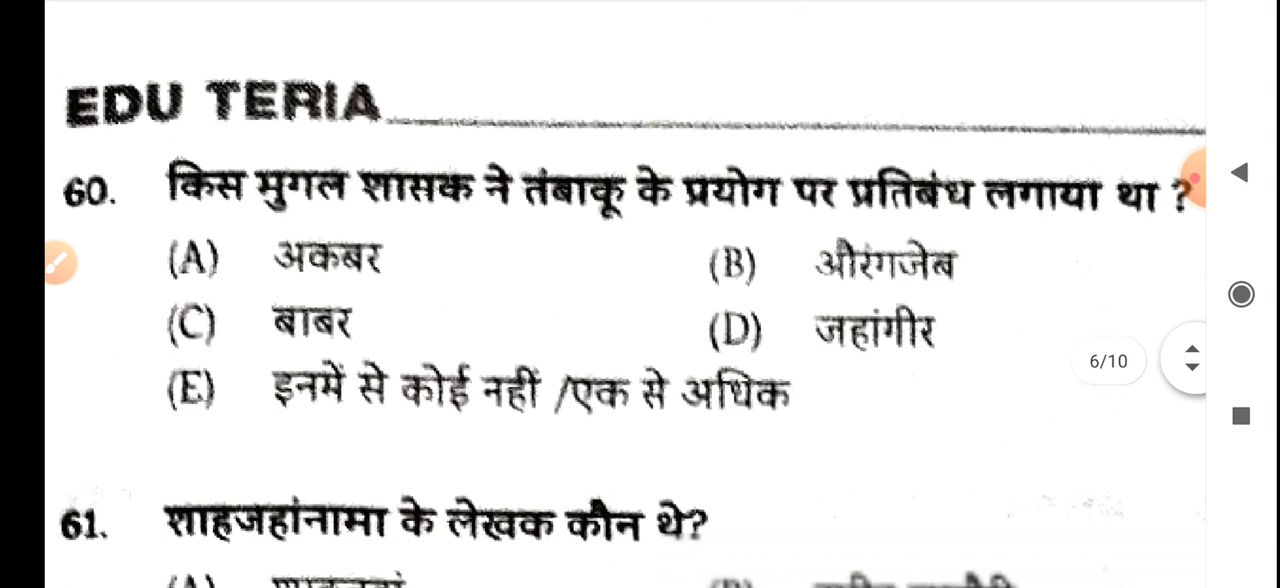 EDU TERIA
60. किस मुगल शासक ने तंबाकू के प्रयोग पर प्रतिबंध लगाया था ?
(A) अकबर (B) औरंगजेब
(C) बाबर (D) जहांगीर
6/10
(E) इनमें से कोई नहीं /एक से अधिक
61. शाहजहांनामा के लेखक कौन थे?